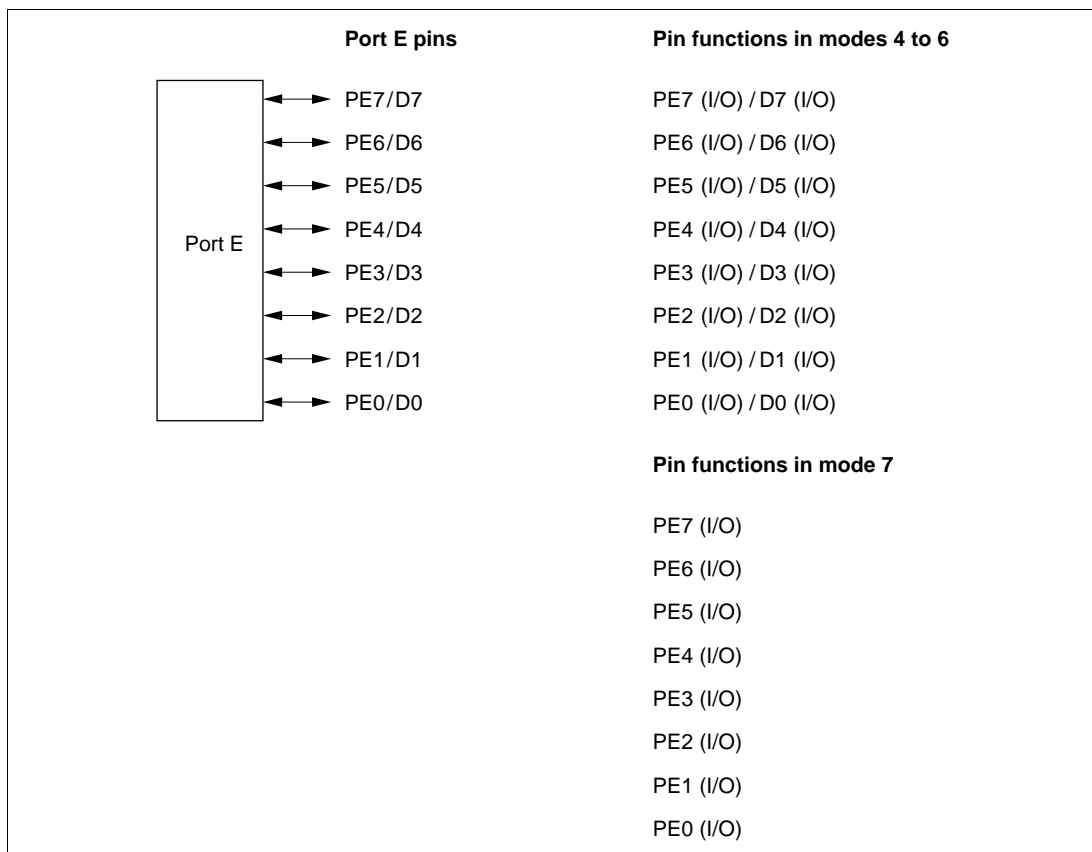 Port E pins Pin functions in modes 4 to 6
PE7/D7 PE7 (I/O) / D7 (I/O)
PE6/D6 PE6 (I/O) / D6 (I/O)
PE5/D5 PE5 (I/O) / D5 (I/O)
PE4/D4 PE4 (I/O) / D4 (I/O)
Port E
PE3/D3 PE3 (I/O) / D3 (I/O)
PE2/D2 PE2 (I/O) / D2 (I/O)
PE1/D1 PE1 (I/O) / D1 (I/O)
PE0/D0 PE0 (I/O) / D0 (I/O)
Pin functions in mode 7
PE7 (I/O)
PE6 (I/O)
PE5 (I/O)
PE4 (I/O)
PE3 (I/O)
PE2 (I/O)
PE1 (I/O)
PE0 (I/O)